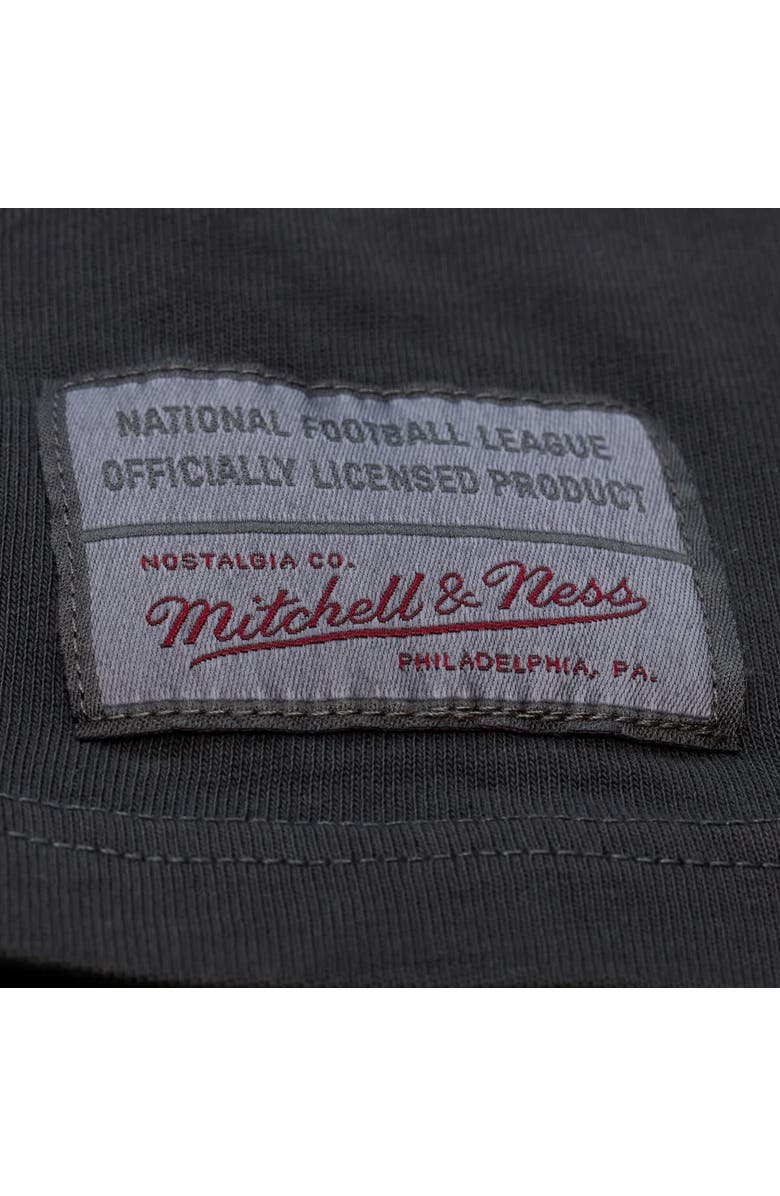 NATIONAL FOOTBALL LEAGUE
OFFICIALLY LICENSED PRODUCT
NOSTALGIA CO.
Mitchell & Ness
PHILADELPHIA, PA.